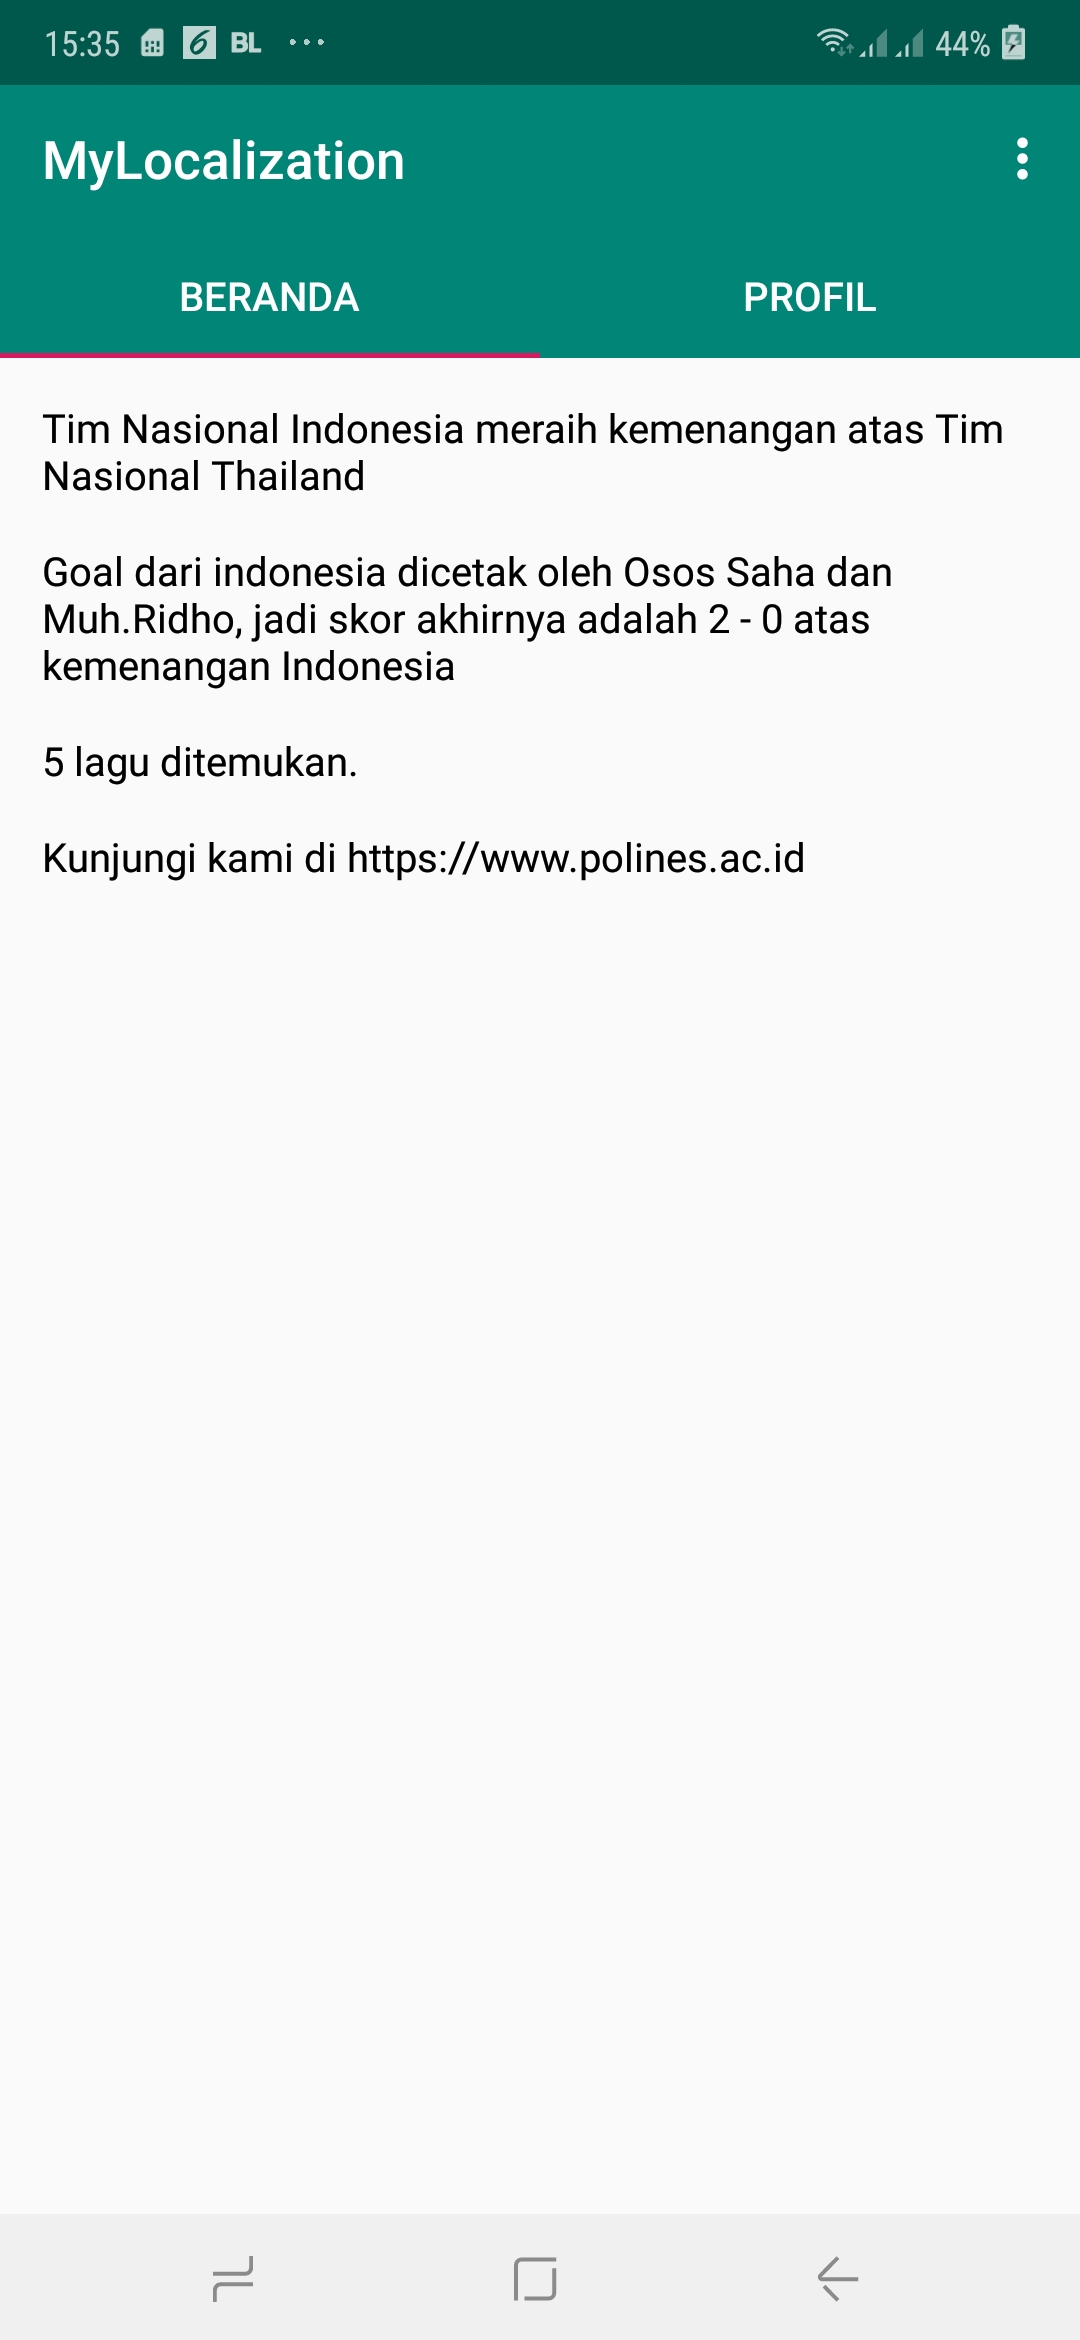 15:35 BL 44%
MyLocalization
BERANDA PROFIL
Tim Nasional Indonesia meraih kemenangan atas Tim
Nasional Thailand
Goal dari indonesia dicetak oleh Osos Saha dan
Muh.Ridho, jadi skor akhirnya adalah 2 - 0 atas
kemenangan Indonesia
5 lagu ditemukan.
Kunjungi kami di https://www.polines.ac.id